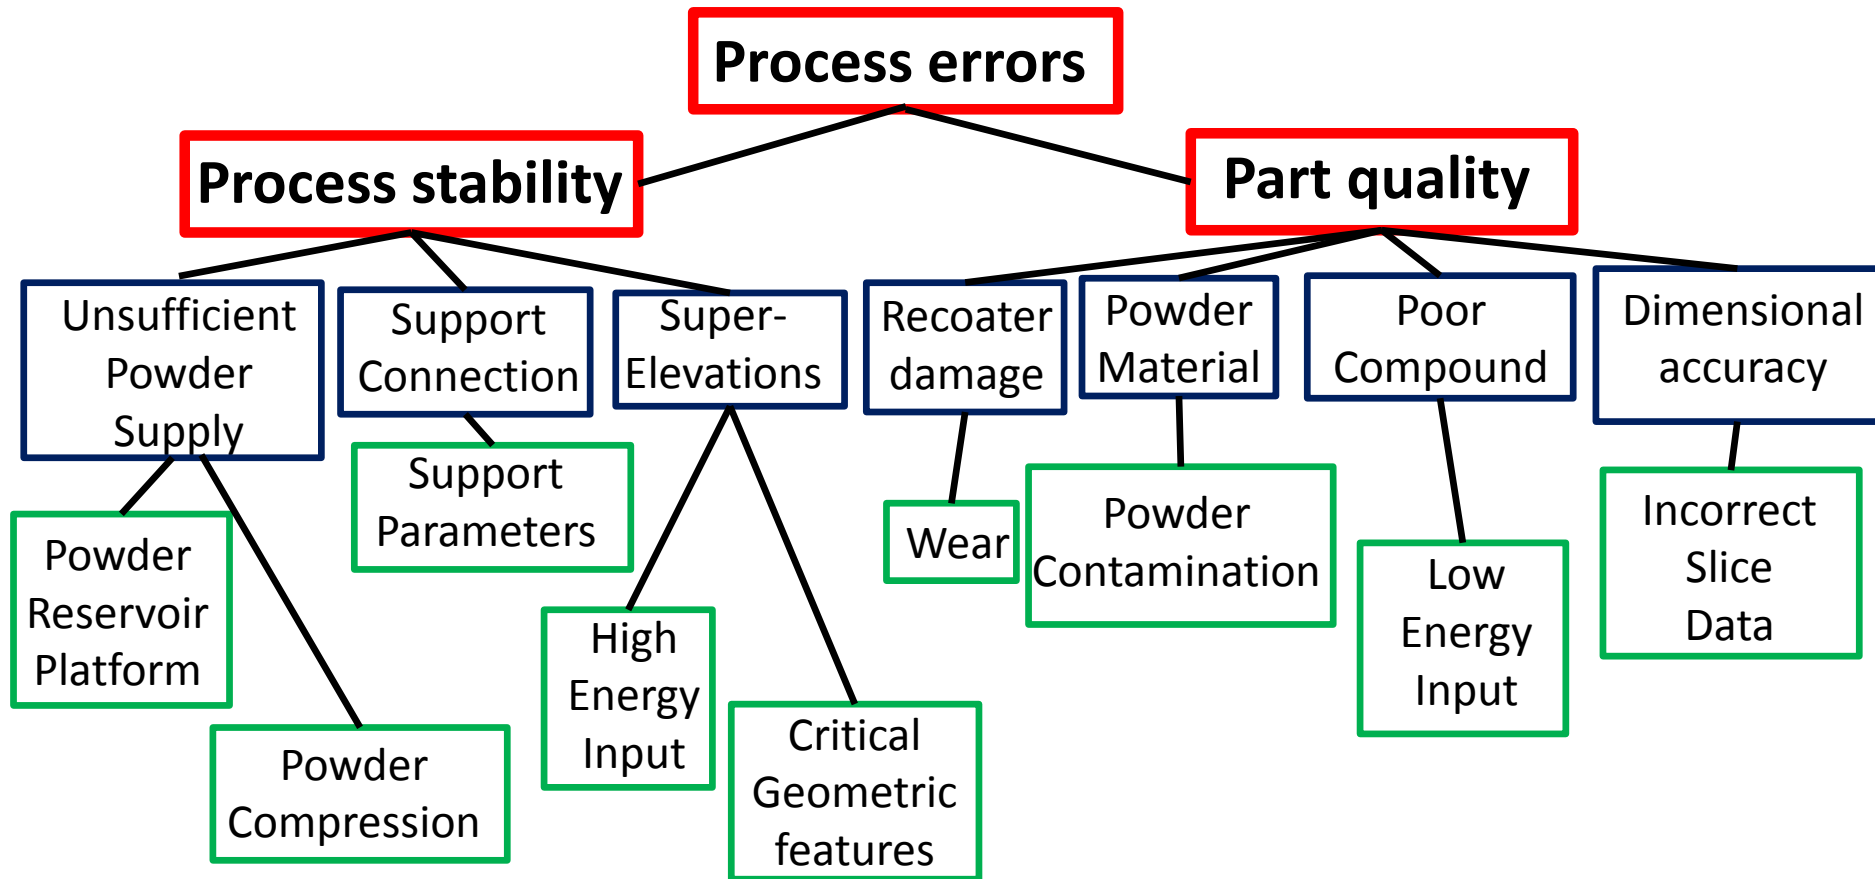 Process errors
Process stability
Part quality
Unsufficient
Powder
Supply
Support
Connection
Super-
Elevations
Recoater
damage
Powder
Material
Poor
Compound
Dimensional
accuracy
Powder
Reservoir
Platform
Powder
Compression
Support
Parameters
High
Energy
Input
Critical
Geometric
features
Wear
Powder
Contamination
Low
Energy
Input
Incorrect
Slice
Data